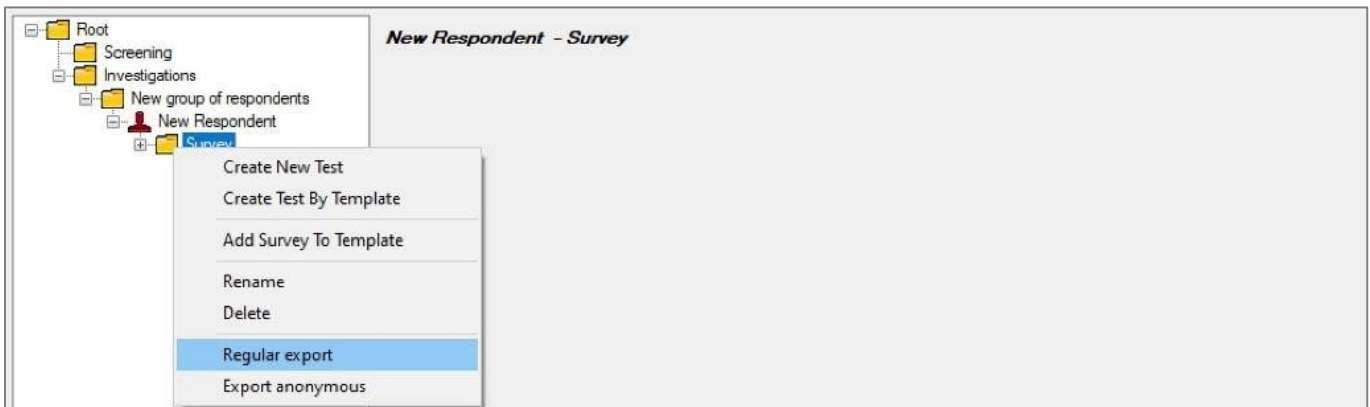 Root
New Respondent - Survey
Screening
Investigations
New group of respondents
New Respondent
Survey
Create New Test
Create Test By Template
Add Survey To Template
Rename
Delete
Regular export
Export anonymous